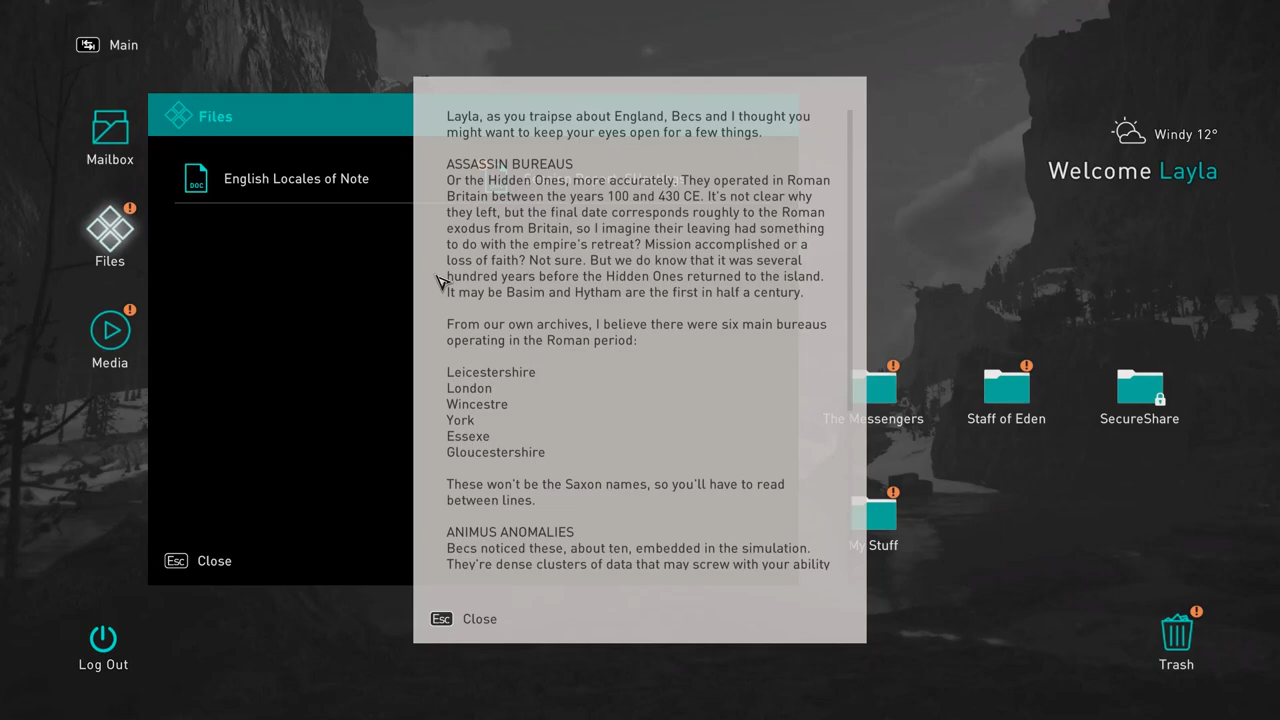 Main
Files
Layla, as you traipse about England, Becs and I thought you
might want to keep your eyes open for a few things.
Mailbox
English Locales of Note
ASSASSIN BUREAUS
Or the Hidden Ones, more accurately. They operated in Roman
Britain between the years 100 and 430 CE. It's not clear why
they left, but the final date corresponds roughly to the Roman
exodus from Britain, so I imagine their leaving had something
to do with the empire's retreat? Mission accomplished or a
loss of faith? Not sure. But we do know that it was several
hundred years before the Hidden Ones returned to the island.
It may be Basim and Hytham are the first in half a century.
From our own archives, I believe there were six main bureaus
operating in the Roman period:
Leicestershire
London
Wincestre
York
Essexe
Gloucestershire
These won't be the Saxon names, so you'll have to read
between lines.
ANIMUS ANOMALIES
Becs noticed these, about ten, embedded in the simulation.
They're dense clusters of data that may screw with your ability
Esc Close
Esc Close
DOC
Files
Media
Log Out
Windy 12°
Welcome Layla
The Messengers
Staff of Eden
SecureShare
My Stuff
Trash